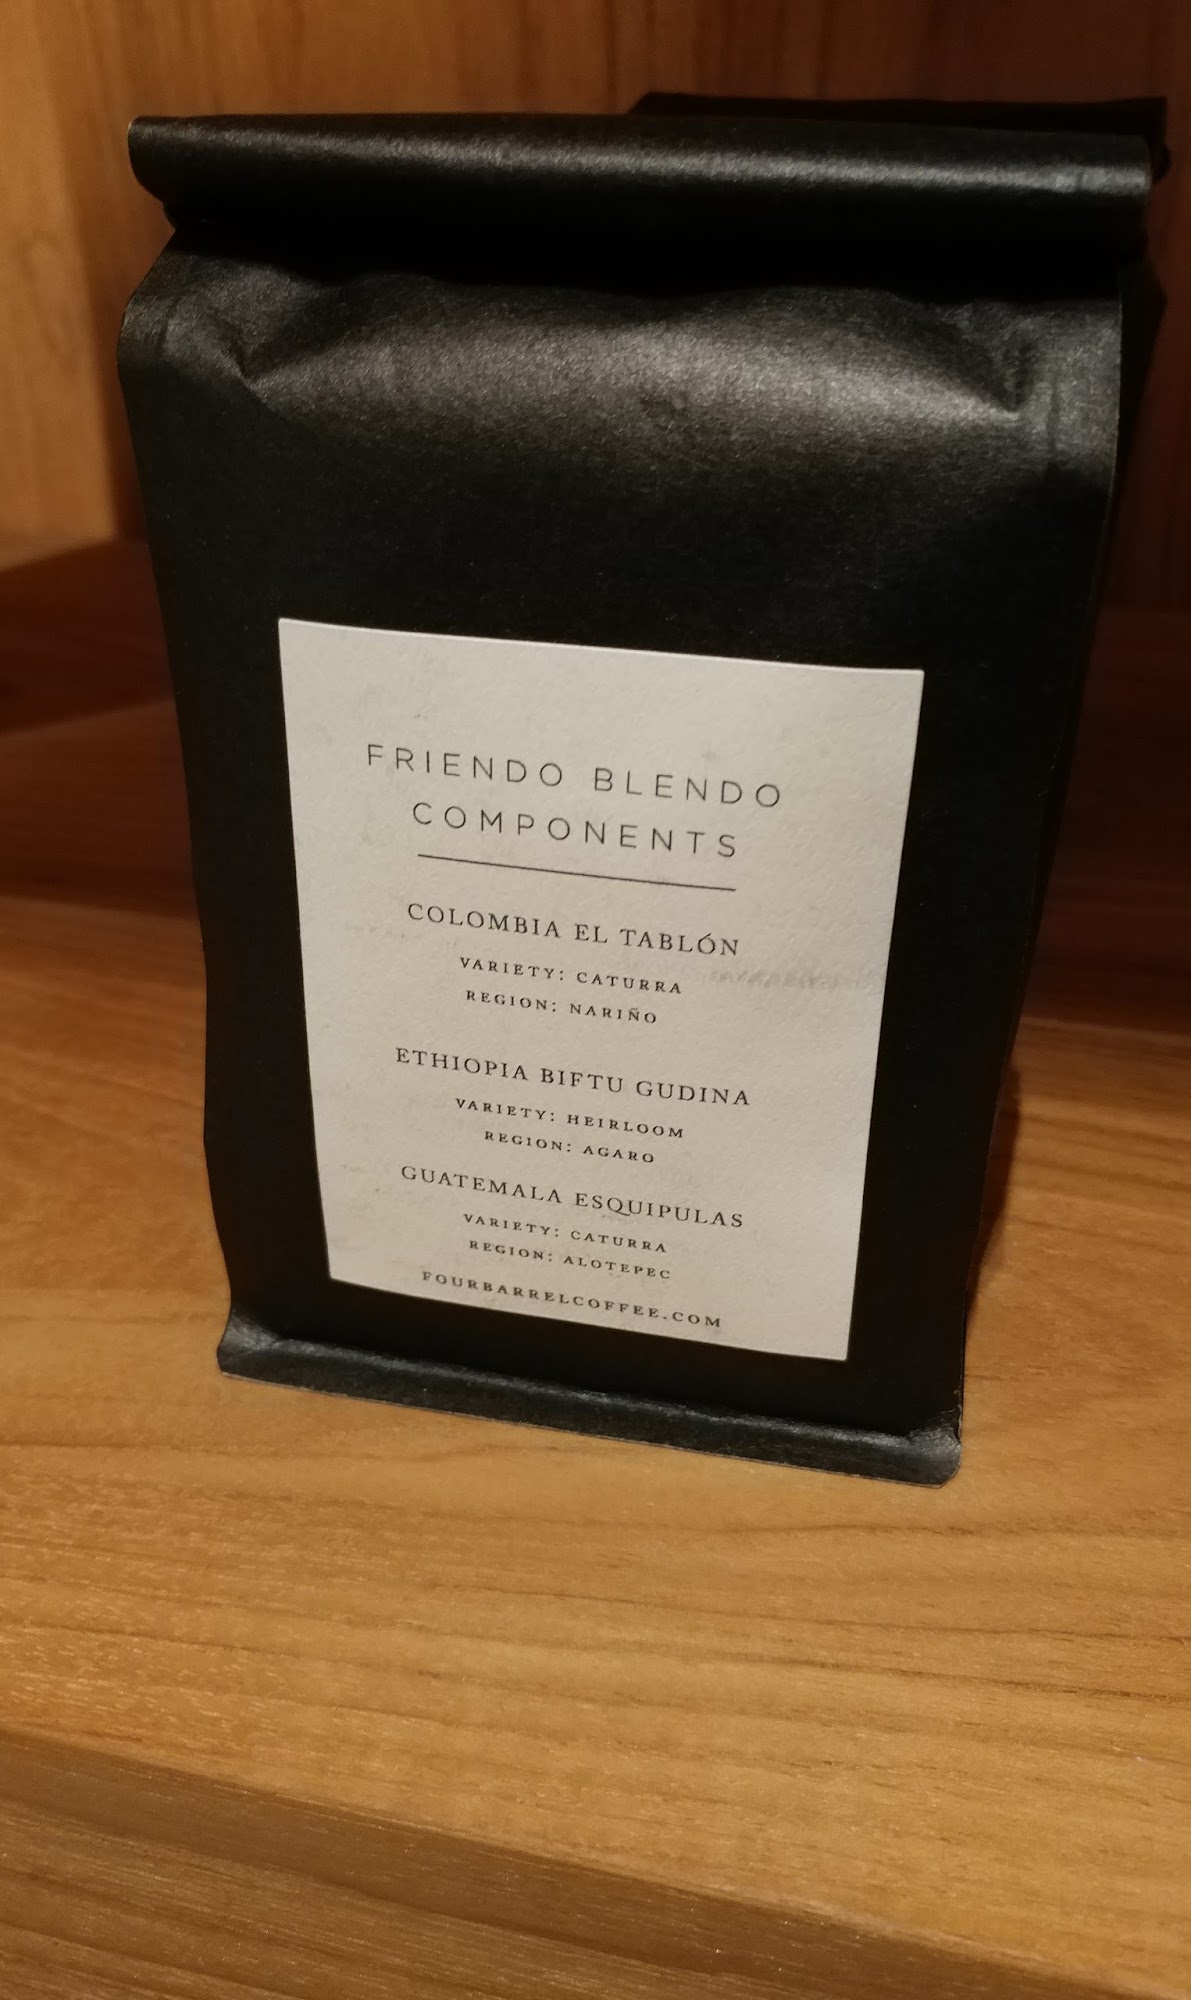 FRIENDO BLENDO
COMPONENTS
COLOMBIA EL TABLÓN
VARIETY: CATURRA
REGION: NARIÑO
ETHIOPIA BIFTU GUDINA
VARIETY: HEIRLOOM
REGION: AGARO
GUATEMALA ESQUIPULAS
VARIETY: CATURRA
REGION: ALOTEPEC
FOURBARRELCOFFEE.COM